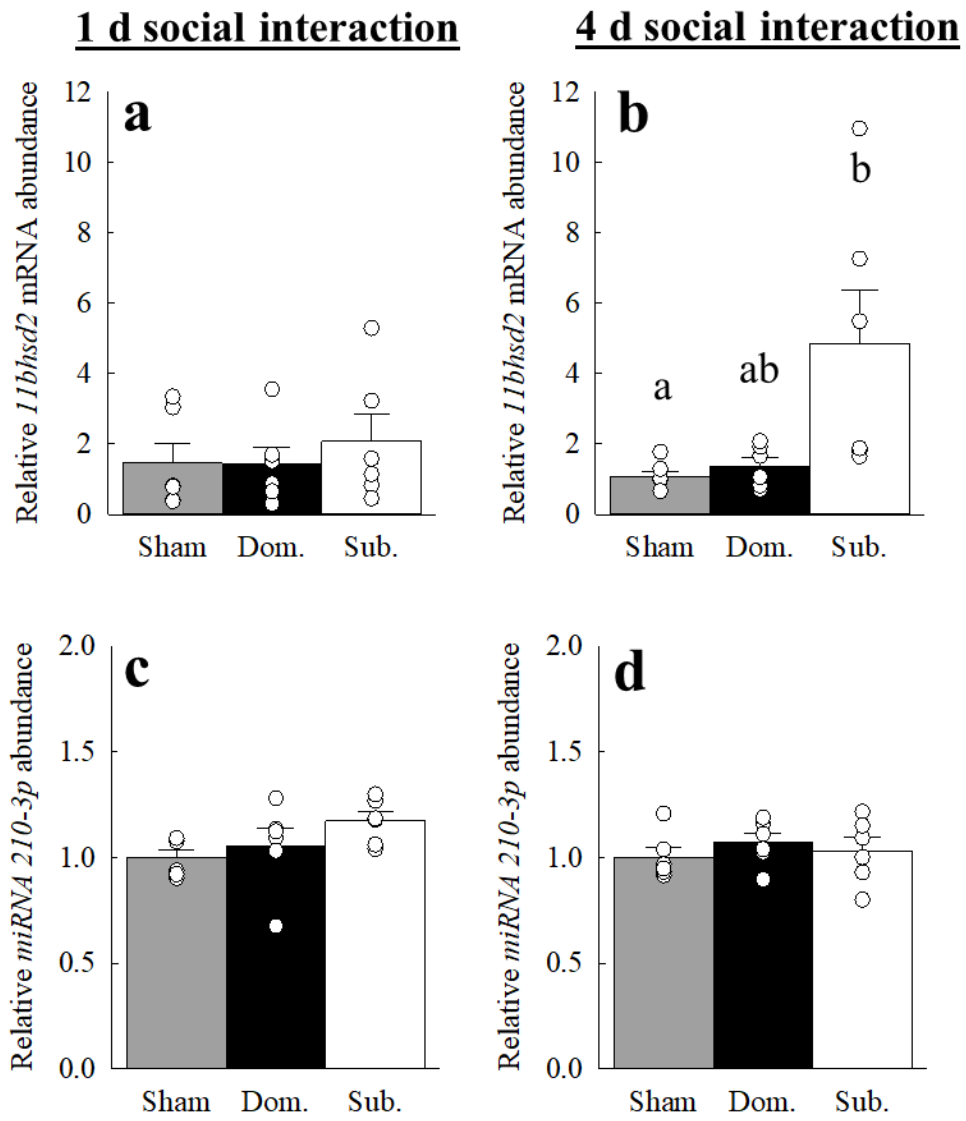 1 d social interaction
4 d social interaction
Relative 11bhsd2 mRNA abundance
12
10
8
6
4
2
0
a
Sham Dom. Sub.
Relative 11bhsd2 mRNA abundance
12
10
8
6
4
2
0
b
a
ab
b
Sham Dom. Sub.
Relative miRNA 210-3p abundance
2.0
1.5
1.0
0.5
0.0
c
Sham Dom. Sub.
Relative miRNA 210-3p abundance
2.0
1.5
1.0
0.5
0.0
d
Sham Dom. Sub.